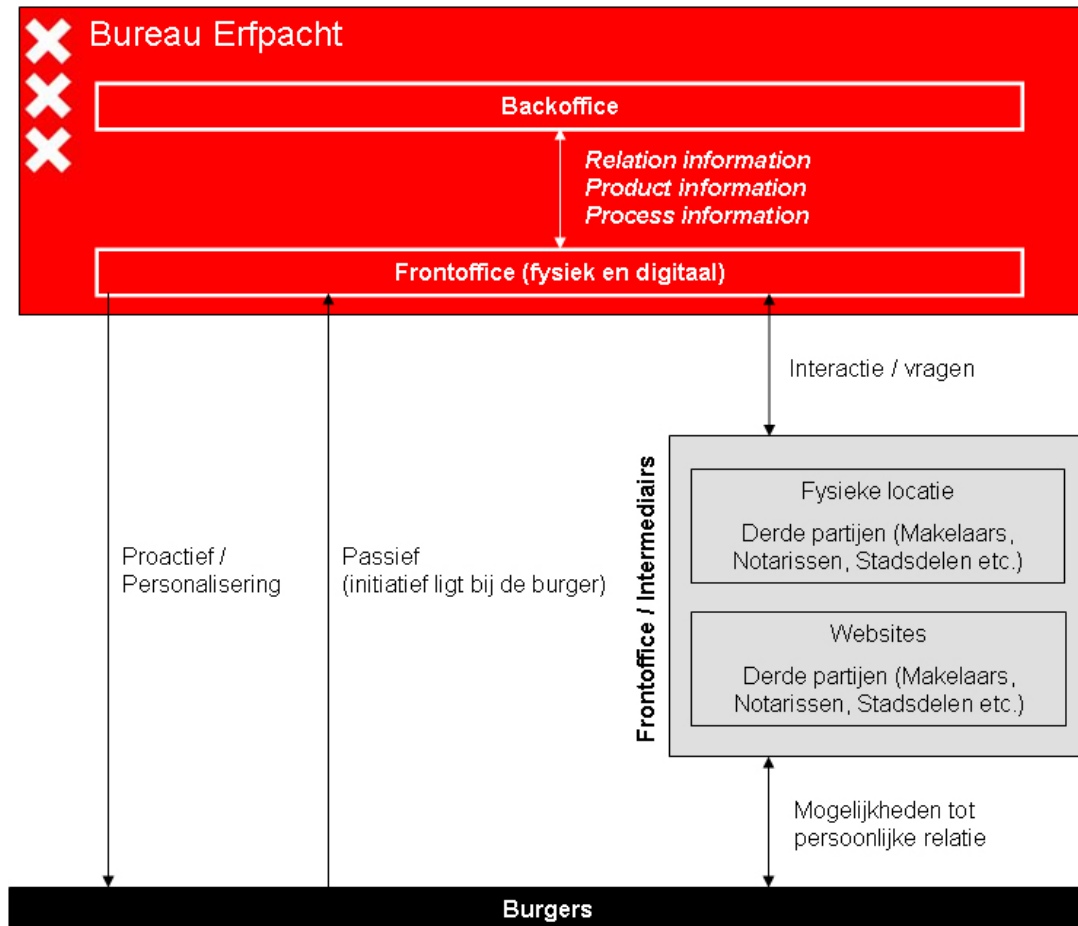 Bureau Erfpacht
Backoffice
Relation information
Product information
Process information
Frontoffice (fysiek en digitaal)
Interactie / vragen
Proactief /
Personalisering
Passief
(initiatief ligt bij de burger)
Frontoffice / Intermediairs
Fysieke locatie
Derde partijen (Makelaars,
Notarissen, Stadsdelen etc.)
Websites
Derde partijen (Makelaars,
Notarissen, Stadsdelen etc.)
Mogelijkheden tot
persoonlijke relatie
Burgers